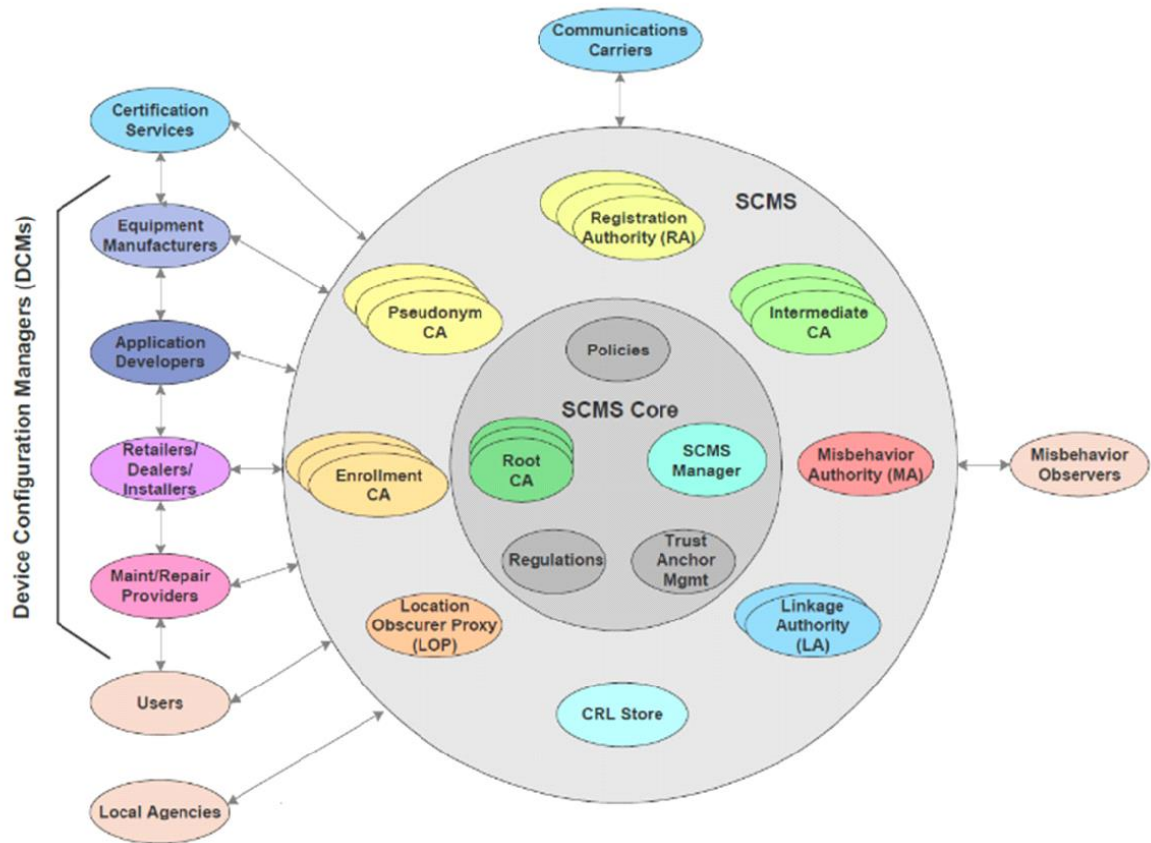 Communications
Carriers
Certification
Services
SCMS
Registration
Authority (RA)
Device Configuration Managers (DCMs)
Equipment
Manufacturers
Pseudonym
CA
Intermediate
CA
Policies
Application
Developers
SCMS Core
Retailers/
Dealers/
Installers
Enrollment
CA
Root
CA
SCMS
Manager
Misbehavior
Authority (MA)
Misbehavior
Observers
Regulations
Trust
Anchor
Mgmt
Maint/Repair
Providers
Location
Obscurer Proxy
(LOP)
Linkage
Authority
(LA)
Users
CRL Store
Local Agencies